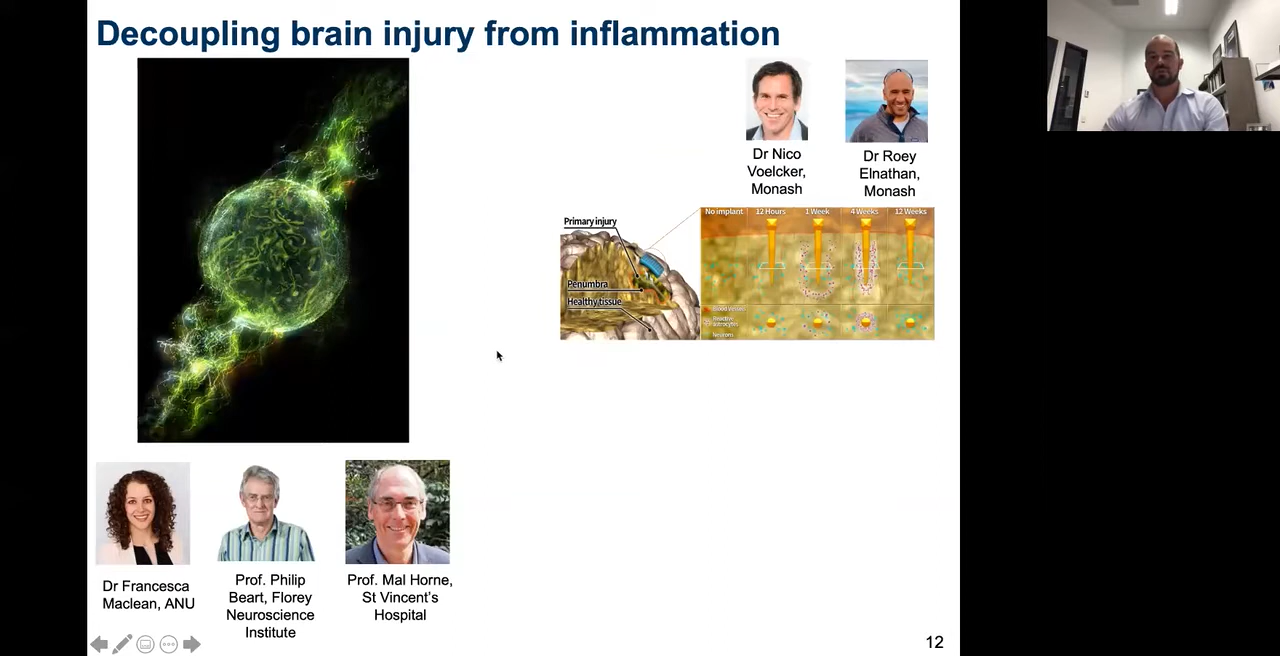 Decoupling brain injury from inflammation
Dr Nico
Voelcker,
Monash
Dr Roey
Elnathan,
Monash
Primary injury
Penumbra
Healthy tissue
No implant
12 Hours
1 Week
4 Weeks
12 Weeks
Blood vessels
Reactive
astrocytes
Neurons
Dr Francesca
Maclean, ANU
Prof. Philip
Beart, Florey
Neuroscience
Institute
Prof. Mal Horne,
St Vincent's
Hospital
12